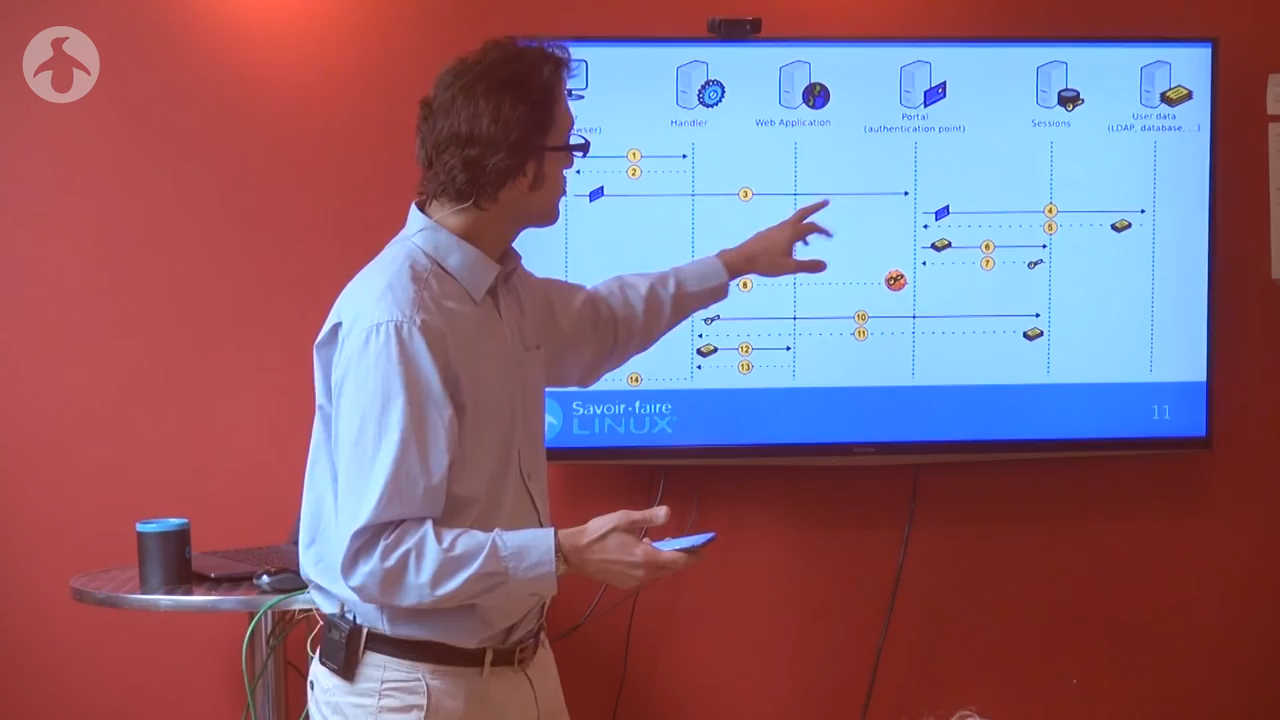 Handler
Web Application
Portal
(authentication point)
Sessions
User data
(LDAP, database, ...)
1
2
3
4
5
6
7
8
10
11
12
13
14
Savoir-faire
LINUX
11